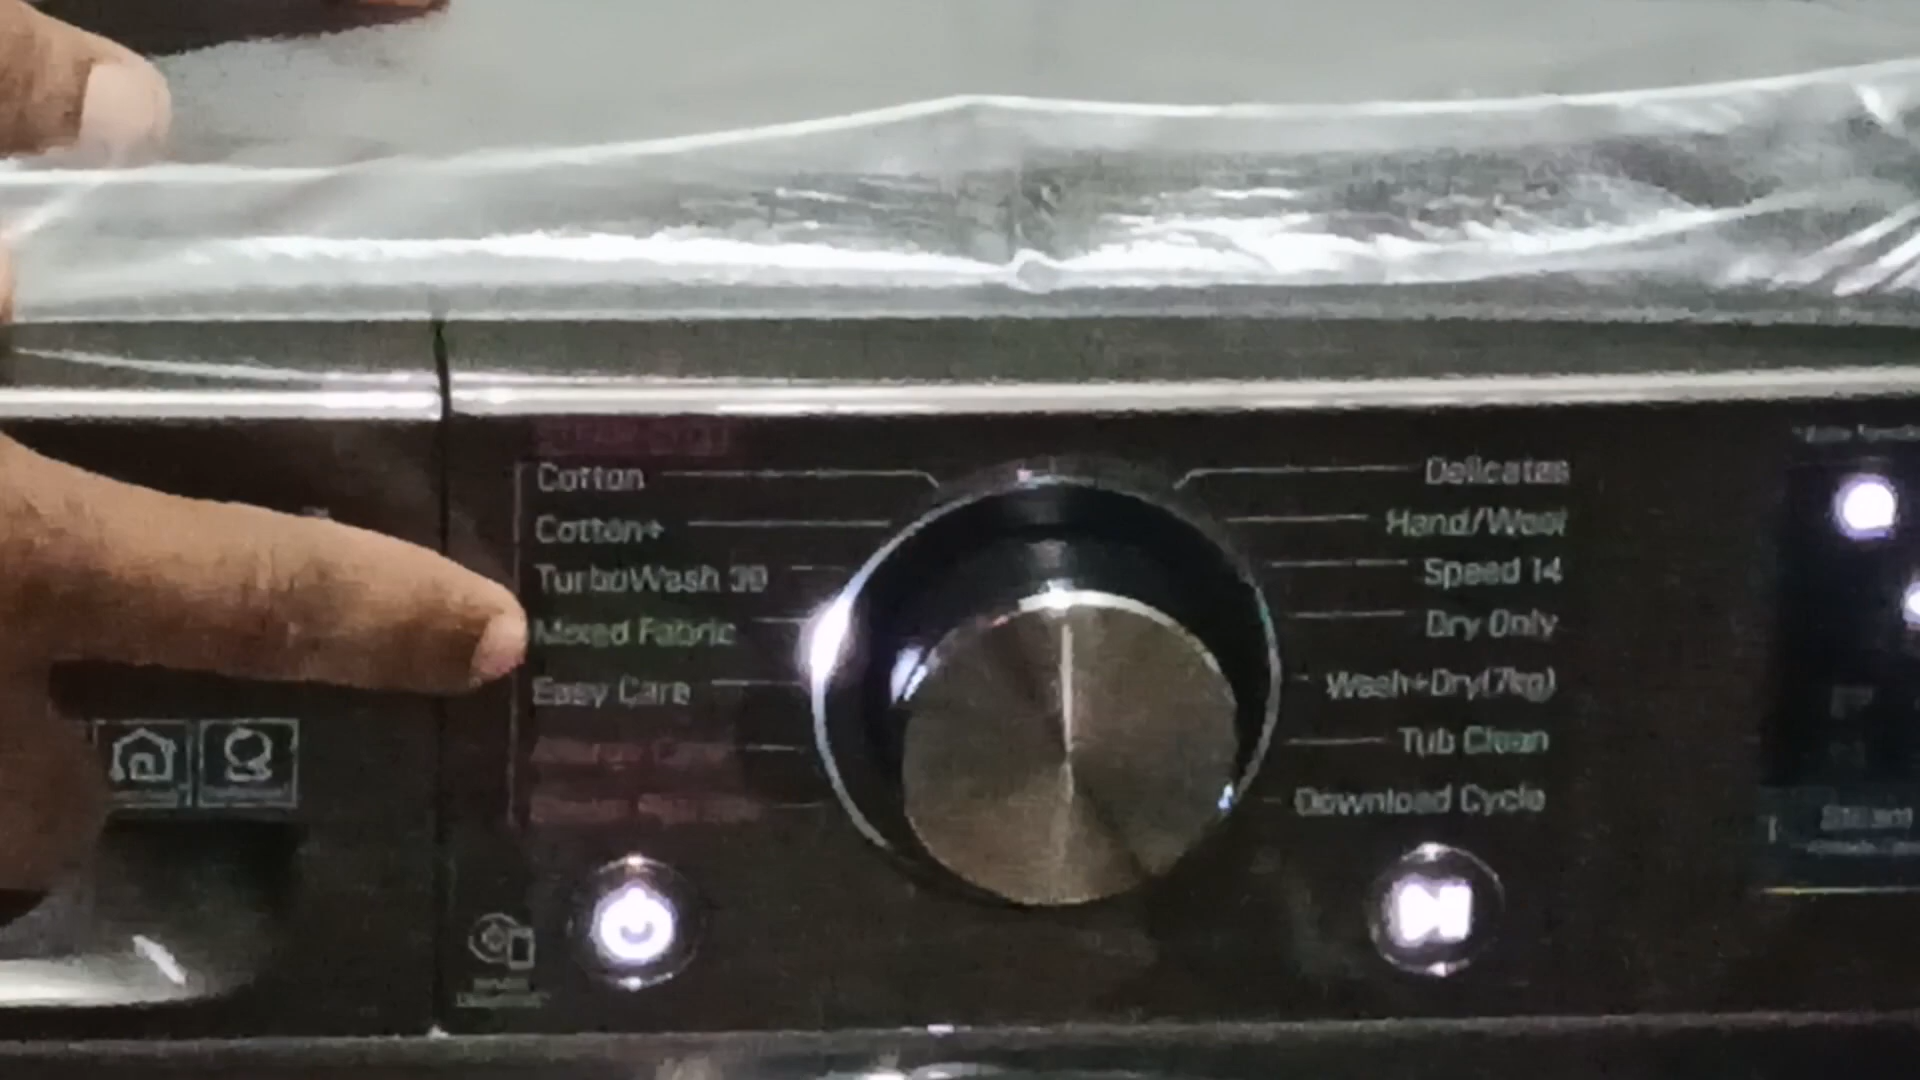 Cotton
Cotton+
TurboWash 39
Mixed Fabric
Easy Care
Delicates
Hand/Wool
Speed 14
Dry Only
Wash+Dry(7kg)
Tub Clean
Download Cycle
Steam